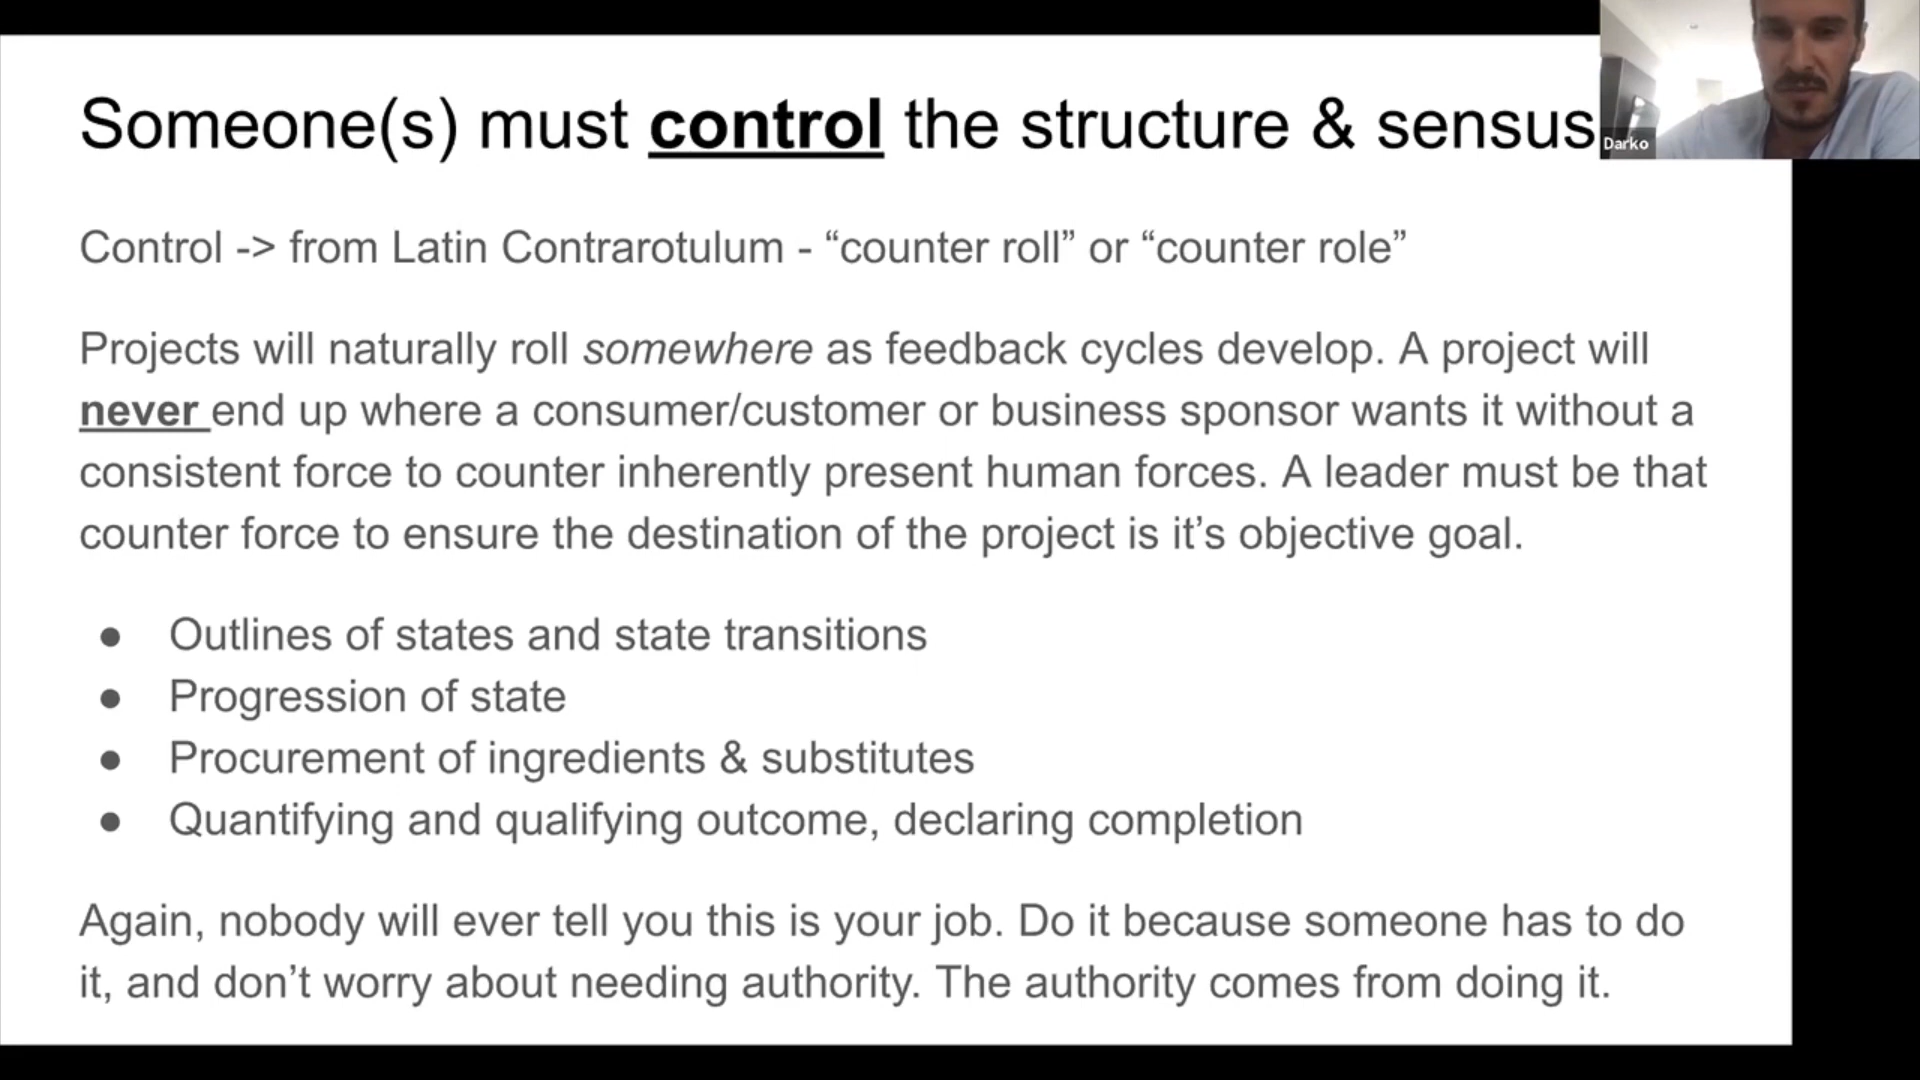 Someone(s) must control the structure & sensus
Darko
Control -> from Latin Contrarotulum - “counter roll” or “counter role”
Projects will naturally roll somewhere as feedback cycles develop. A project will
never end up where a consumer/customer or business sponsor wants it without a
consistent force to counter inherently present human forces. A leader must be that
counter force to ensure the destination of the project is it’s objective goal.
● Outlines of states and state transitions
● Progression of state
● Procurement of ingredients & substitutes
● Quantifying and qualifying outcome, declaring completion
Again, nobody will ever tell you this is your job. Do it because someone has to do
it, and don’t worry about needing authority. The authority comes from doing it.